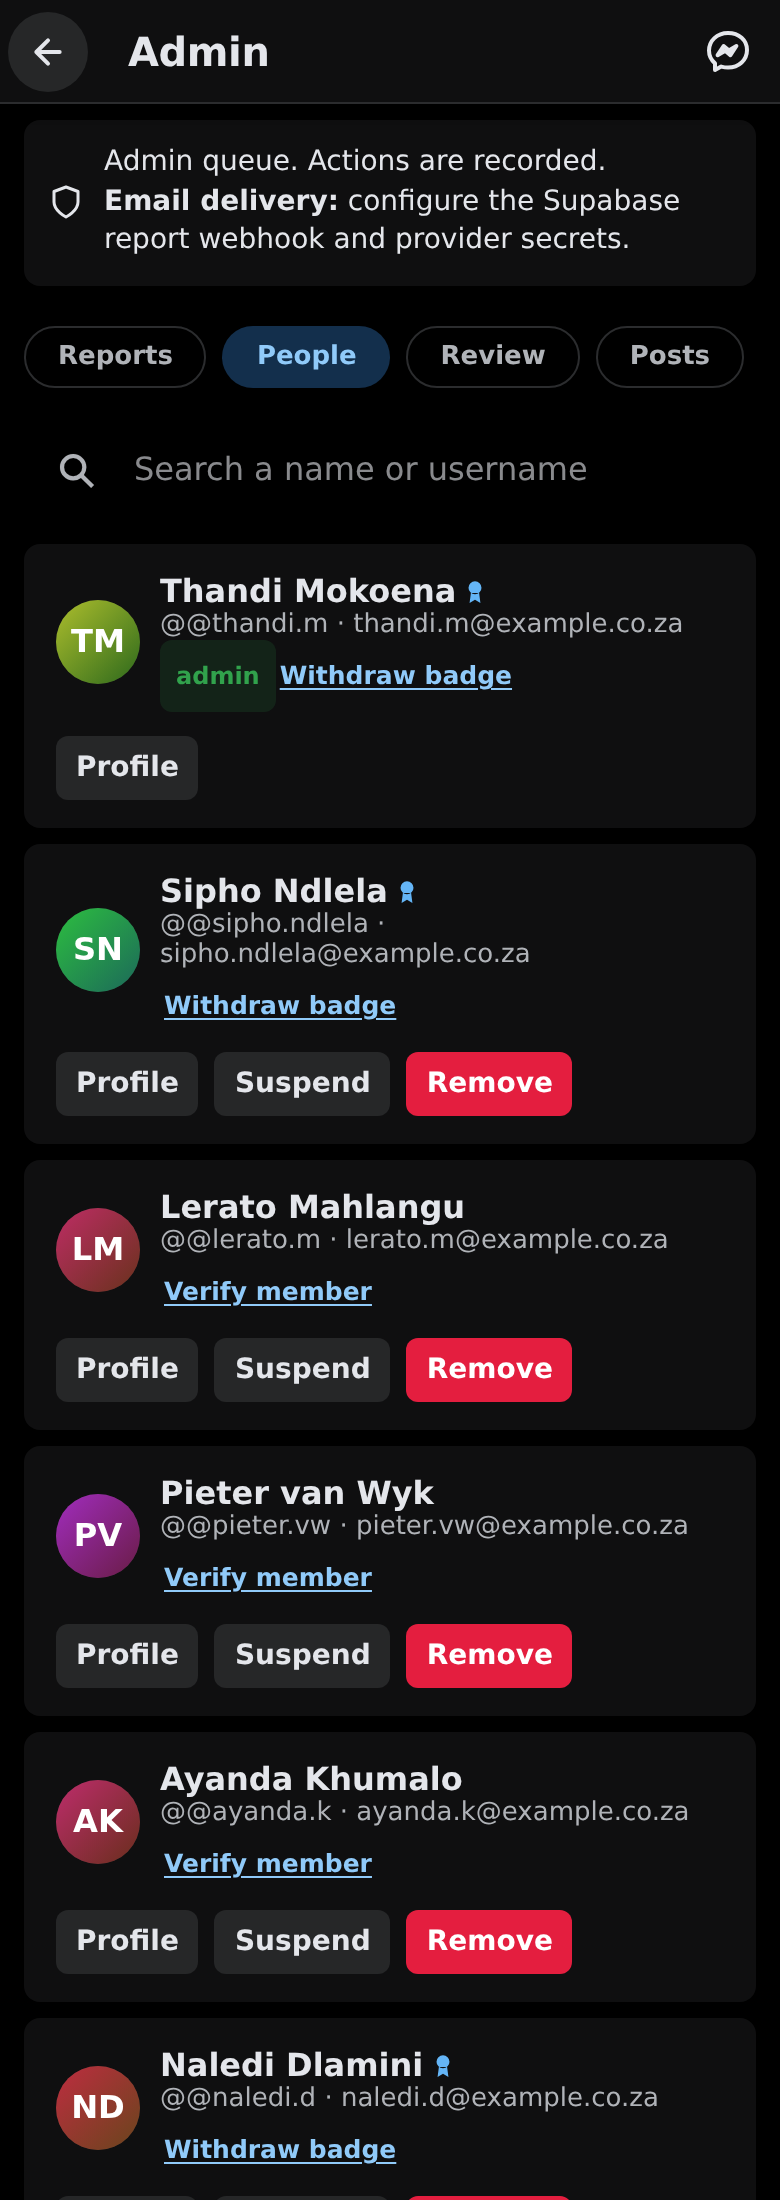 Admin
Admin queue. Actions are recorded.
Email delivery: configure the Supabase
report webhook and provider secrets.
Reports People Review Posts
Search a name or username
TM
Thandi Mokoena
@@thandi.m · thandi.m@example.co.za
admin Withdraw badge
Profile
SN
Sipho Ndlela
@@sipho.ndlela ·
sipho.ndlela@example.co.za
Withdraw badge
Profile Suspend Remove
LM
Lerato Mahlangu
@@lerato.m · lerato.m@example.co.za
Verify member
Profile Suspend Remove
PV
Pieter van Wyk
@@pieter.vw · pieter.vw@example.co.za
Verify member
Profile Suspend Remove
AK
Ayanda Khumalo
@@ayanda.k · ayanda.k@example.co.za
Verify member
Profile Suspend Remove
ND
Naledi Dlamini
@@naledi.d · naledi.d@example.co.za
Withdraw badge